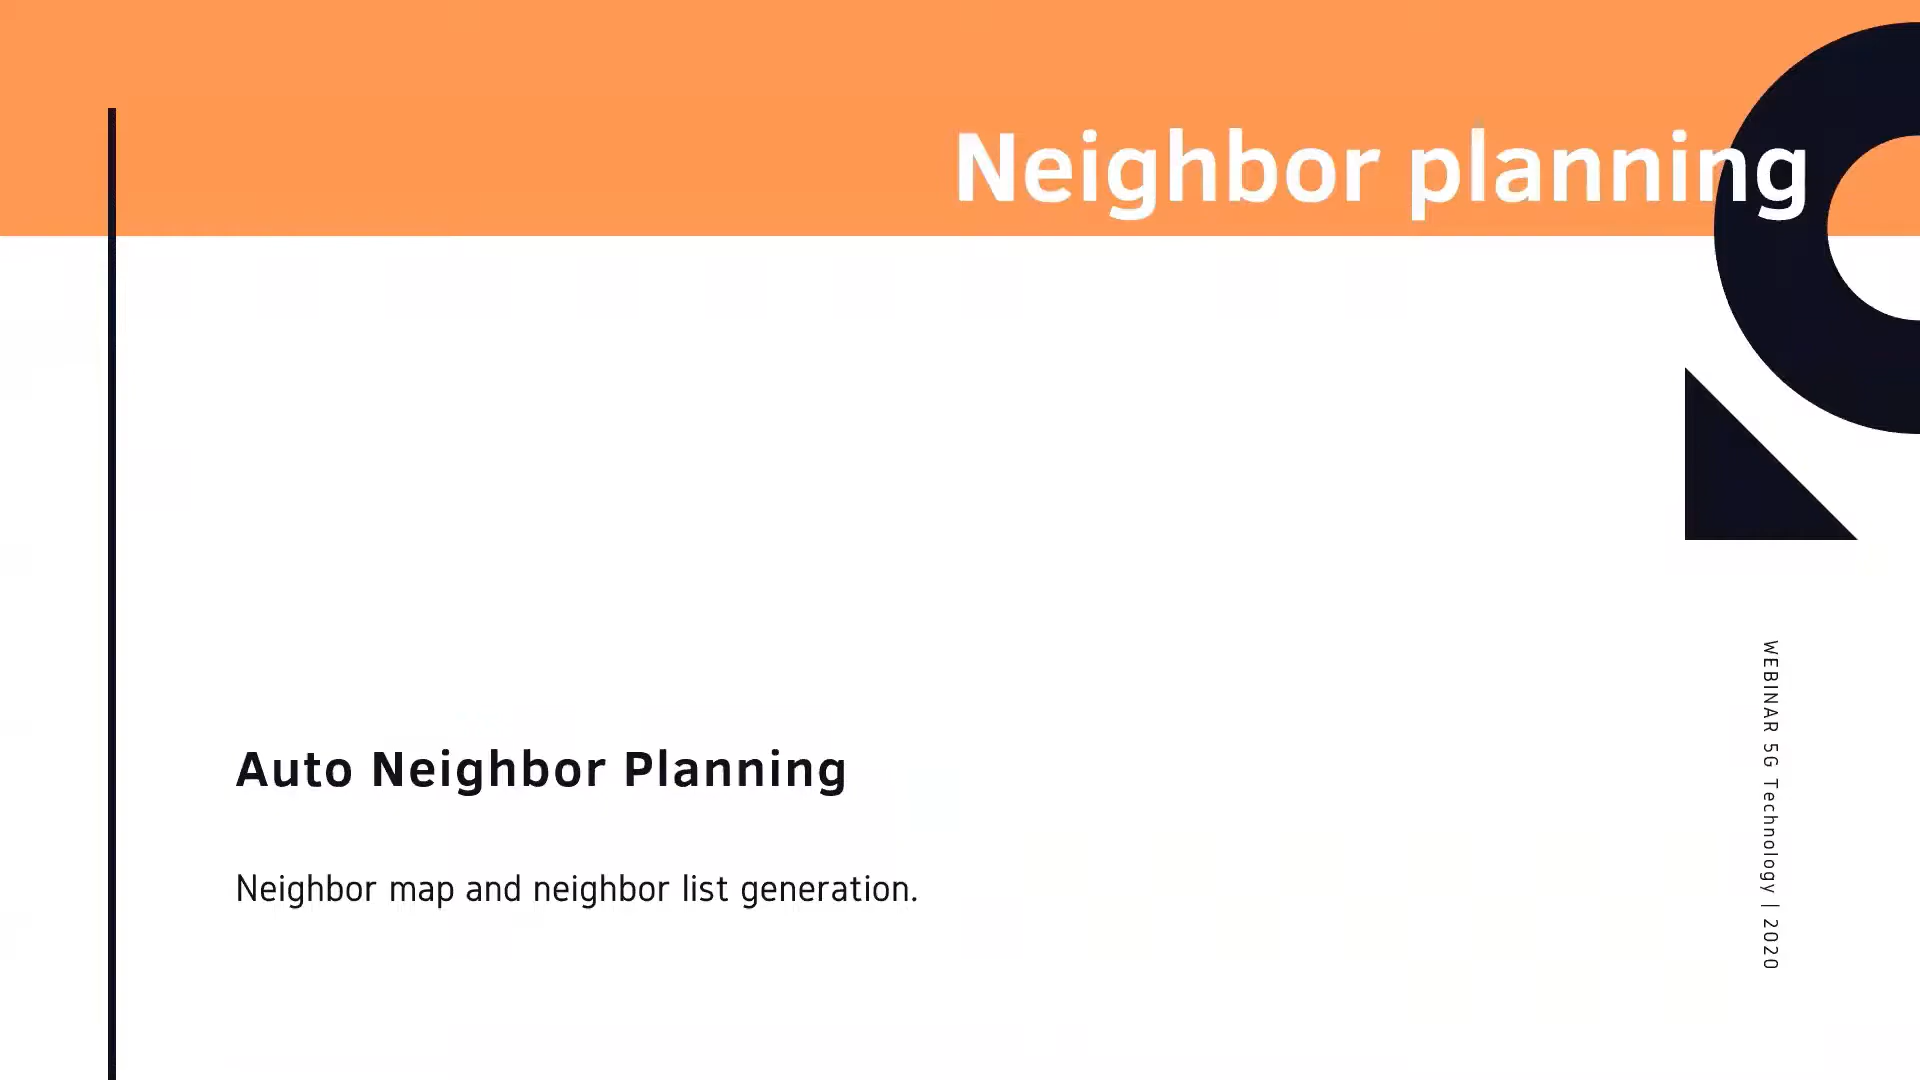 Neighbor planning
Auto Neighbor Planning
Neighbor map and neighbor list generation.
WEBINAR 5G Technology | 2020